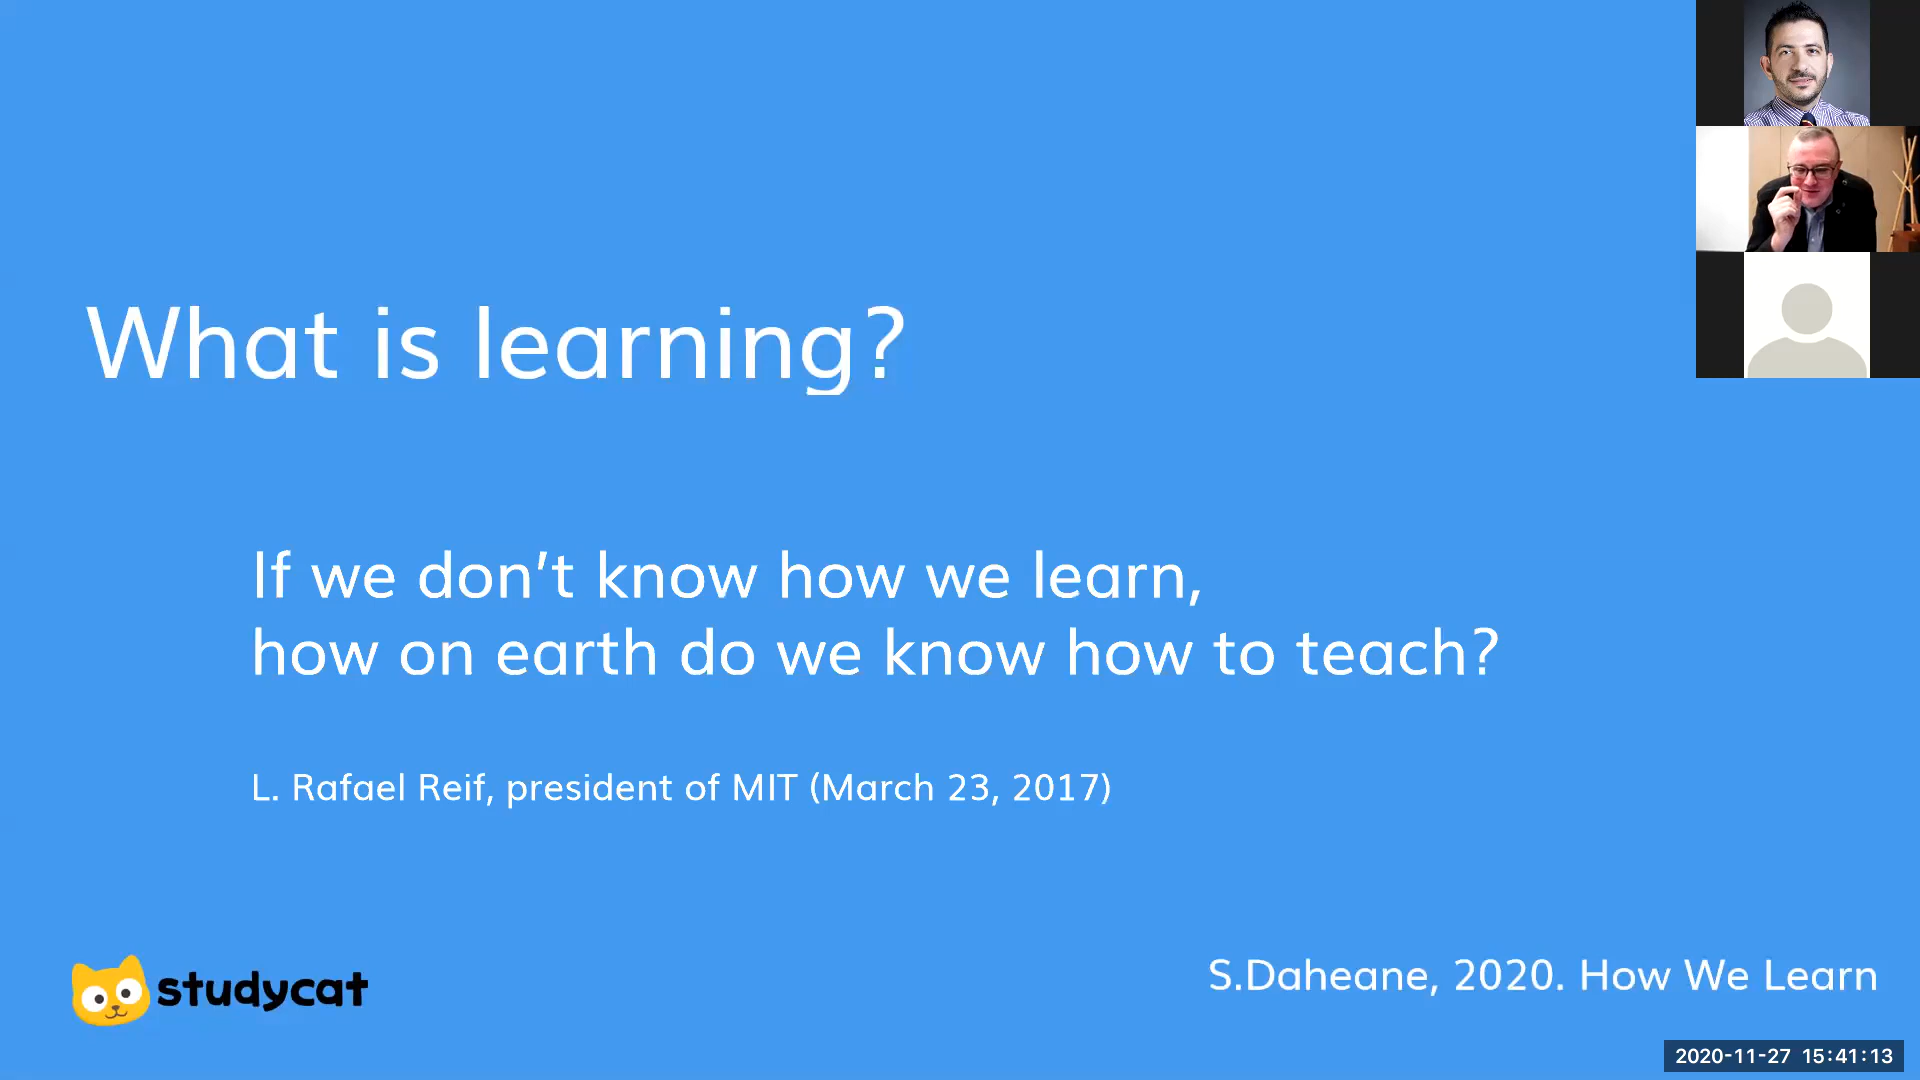 What is learning?
If we don't know how we learn,
how on earth do we know how to teach?
L. Rafael Reif, president of MIT (March 23, 2017)
studycat
S.Daheane, 2020. How We Learn
2020-11-27 15:41:13